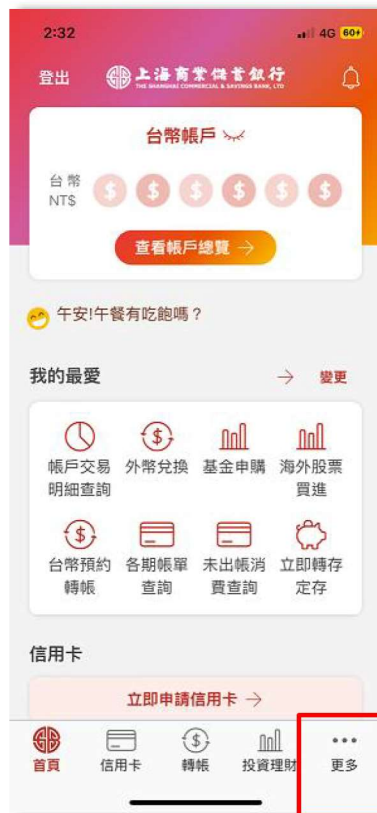 2:32
4G 60+
登出
上海商業儲蓄銀行
THE SHANGHAI COMMERCIAL & SAVINGS BANK, LTD
台幣帳戶
台幣
NT$
$ $ $ $ $ $
查看帳戶總覽 →
午安!午餐有吃飽嗎？
我的最愛
→ 變更
帳戶交易
明細查詢
外幣兌換
基金申購
海外股票
買進
台幣預約
轉帳
各期帳單
查詢
未出帳消
費查詢
立即轉存
定存
信用卡
立即申請信用卡 →
首頁
信用卡
轉帳
投資理財
更多